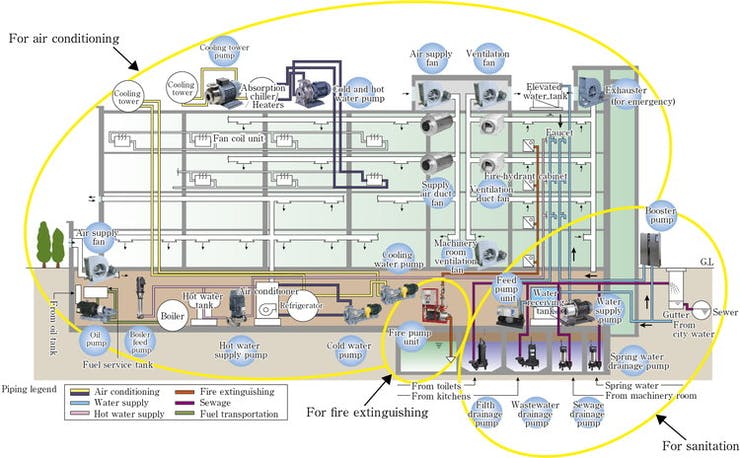 For air conditioning
Cooling tower
pump
Cooling
tower
Cooling
tower
Absorption
chiller/
Heaters
Cold and hot
water pump
Air supply
fan
Ventilation
fan
Elevated
water tank
Exhauster
(for emergency)
Faucet
Fan coil unit
Fire-hydrant cabinet
Supply
air duct
fan
Ventilation
duct fan
Booster
pump
Air supply
fan
Cooling
water pump
Machinery
room
ventilation
fan
G.L
Feed
pump
unit
Water
receiving
tank
Water
supply
pump
Hot water
tank
Air conditioner
Refrigerator
Boiler
From oil tank
Oil
pump
Boiler
feed
pump
Fuel service tank
Hot water
supply pump
Cold water
pump
Fire pump
unit
Gutter
From
city water
Sewer
Spring water
drainage pump
From toilets
From kitchens
Spring water
From machinery room
Filth
drainage
pump
Wastewater
drainage
pump
Sewage
drainage
pump
Piping legend
Air conditioning
Fire extinguishing
Water supply
Sewage
Hot water supply
Fuel transportation
For fire extinguishing
For sanitation